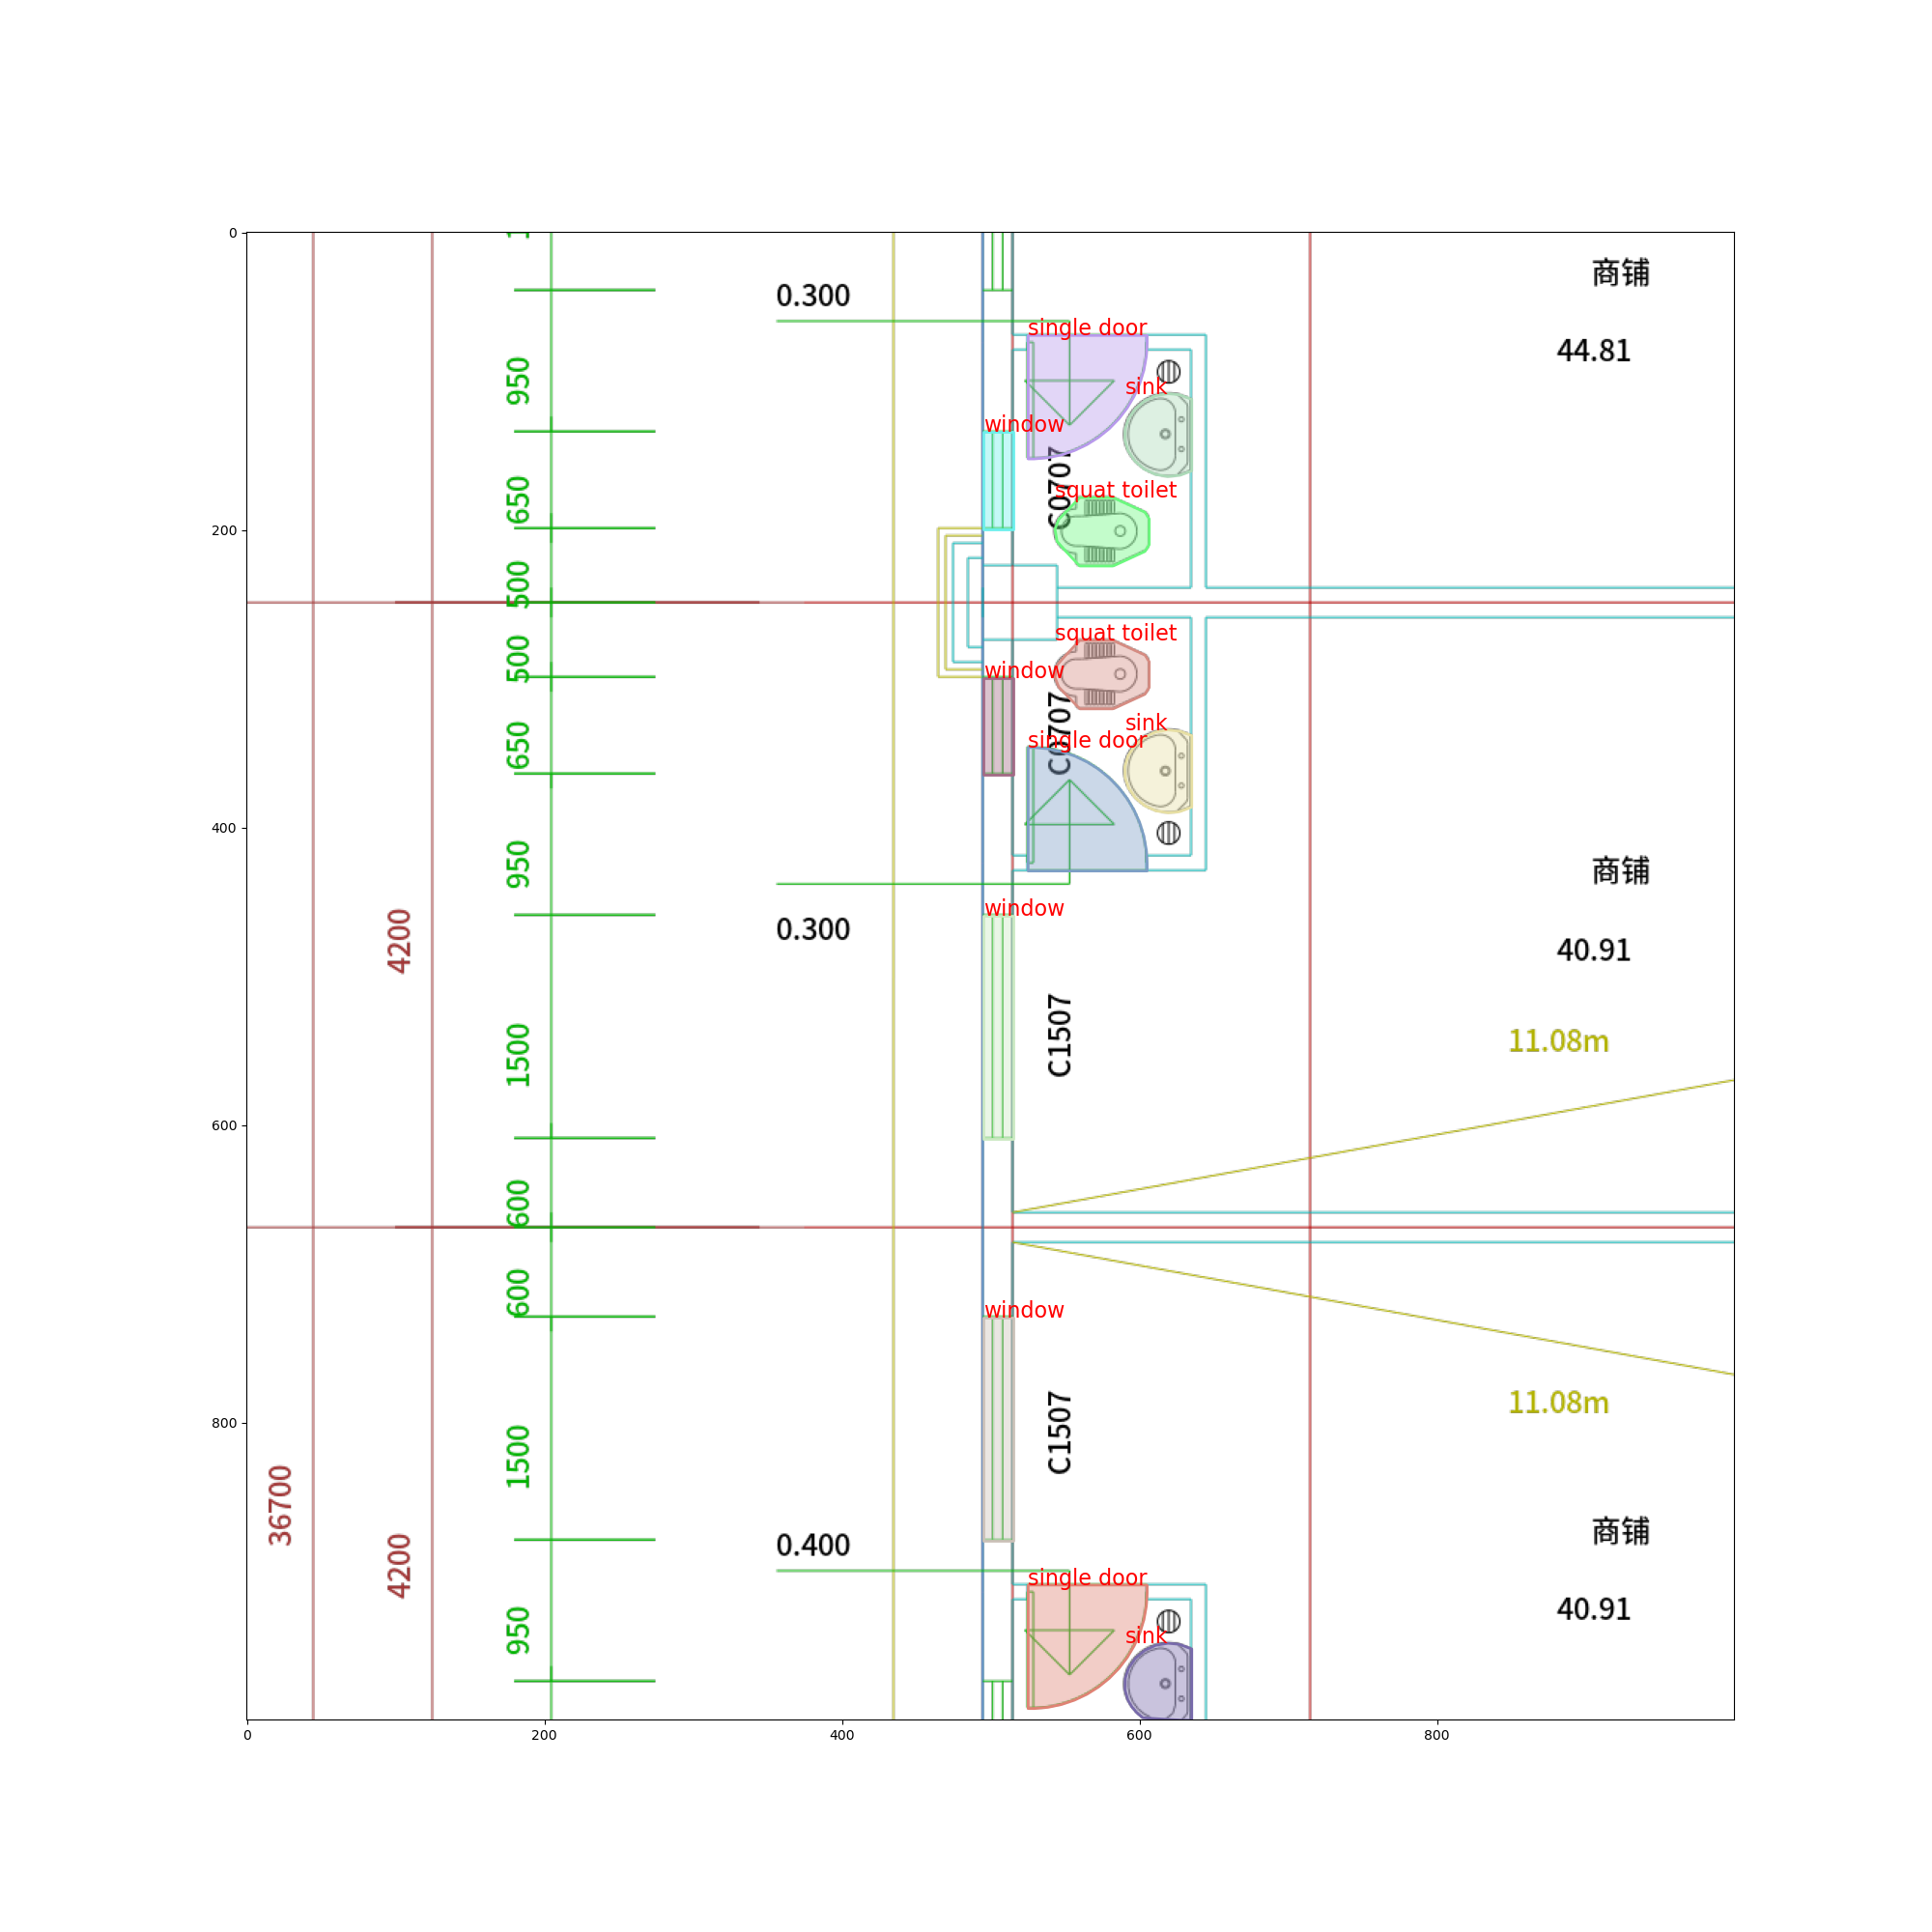 0
200
400
600
800
0
200
400
600
800
950
650
500
500
650
950
1500
600
600
1500
950
4200
4200
36700
0.300
0.300
0.400
single door
sink
window
C0707
squat toilet
squat toilet
window
sink
single door
C0707
window
C1507
window
C1507
single door
sink
商铺
44.81
商铺
40.91
11.08m
11.08m
商铺
40.91